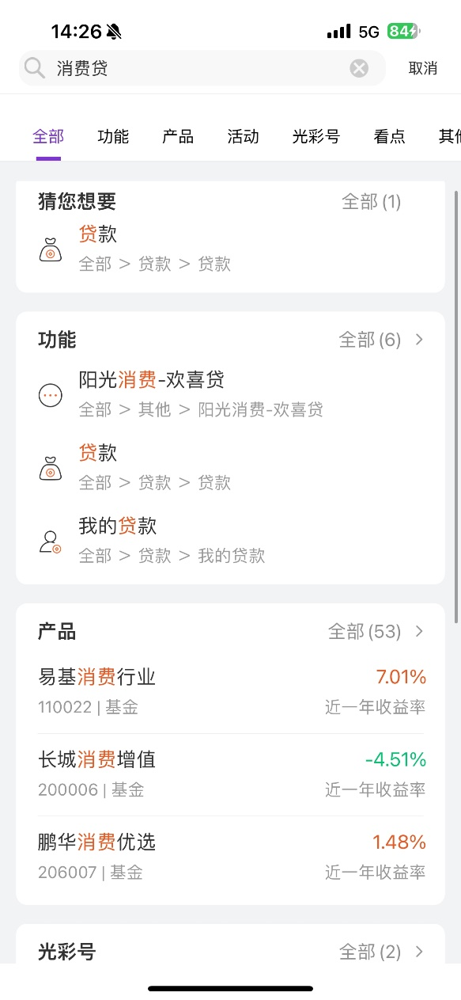 14:26
5G
84
消费贷
取消
全部 功能 产品 活动 光彩号 看点 其他
猜您想要 全部(1)
贷款
全部 > 贷款 > 贷款
功能 全部(6) >
阳光消费-欢喜贷
全部 > 其他 > 阳光消费-欢喜贷
贷款
全部 > 贷款 > 贷款
我的贷款
全部 > 贷款 > 我的贷款
产品 全部(53) >
易基消费行业 7.01%
110022 | 基金 近一年收益率
长城消费增值 -4.51%
200006 | 基金 近一年收益率
鹏华消费优选 1.48%
206007 | 基金 近一年收益率
光彩号 全部(2) >